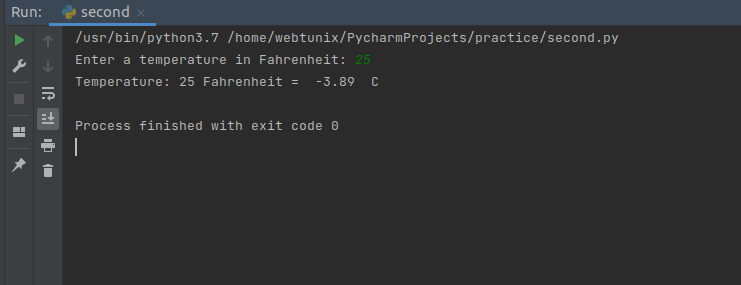 Run: second
/usr/bin/python3.7 /home/webtunix/PycharmProjects/practice/second.py
Enter a temperature in Fahrenheit: 25
Temperature: 25 Fahrenheit =  -3.89  C
Process finished with exit code 0